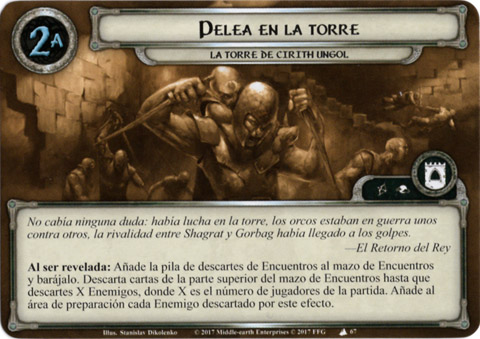 2A
PELEA EN LA TORRE
LA TORRE DE CIRITH UNGOL
No cabía ninguna duda: había lucha en la torre, los orcos estaban en guerra unos
contra otros, la rivalidad entre Shagrat y Gorbag había llegado a los golpes.
—El Retorno del Rey
Al ser revelada: Añade la pila de descartes de Encuentros al mazo de Encuentros
y barájalo. Descarta cartas de la parte superior del mazo de Encuentros hasta que
descartes X Enemigos, donde X es el número de jugadores de la partida. Añade al
área de preparación cada Enemigo descartado por este efecto.
Illus. Stanislav Dikolenko © 2017 Middle-earth Enterprises © 2017 FFG 67